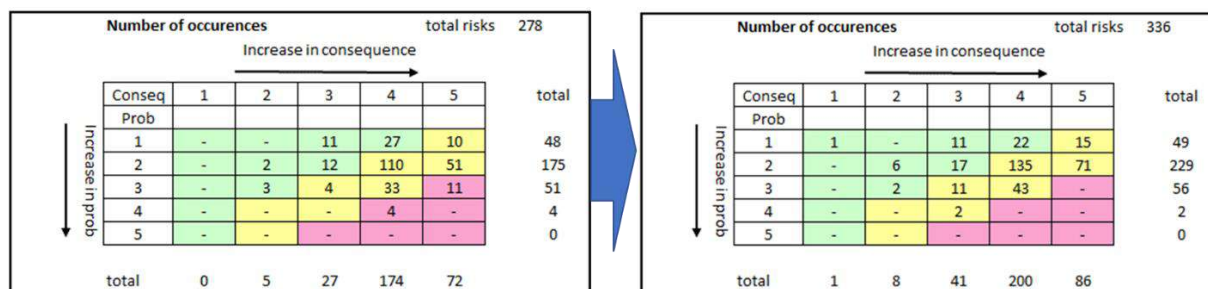 Number of occurences total risks 278
Increase in consequence
Conseq 1 2 3 4 5 total
Prob
1 - - 11 27 10 48
2 - 2 12 110 51 175
3 - 3 4 33 11 51
4 - - - 4 - 4
5 - - - - - 0
Increase in prob
total 0 5 27 174 72
Number of occurences total risks 336
Increase in consequence
Conseq 1 2 3 4 5 total
Prob
1 1 - 11 22 15 49
2 - 6 17 135 71 229
3 - 2 11 43 - 56
4 - - 2 - - 2
5 - - - - - 0
Increase in prob
total 1 8 41 200 86